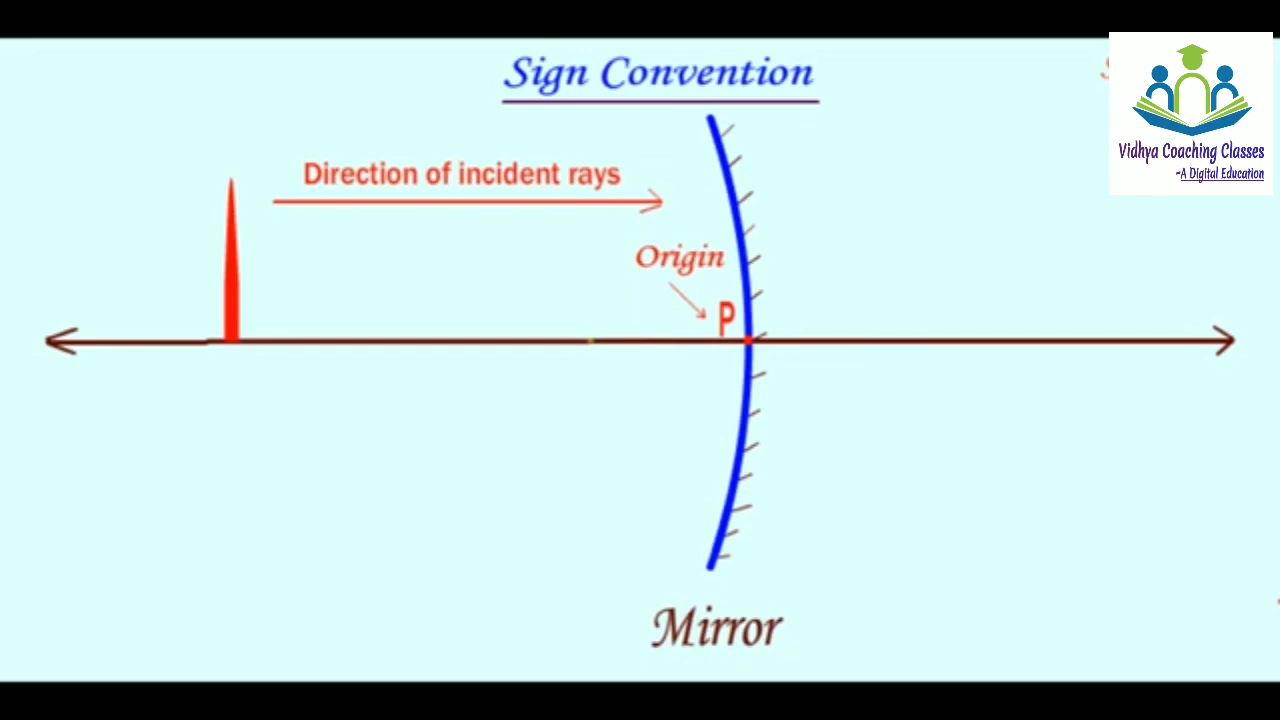 Sign Convention
Vidhya Coaching Classes
-A Digital Education
Direction of incident rays
Origin
P
Mirror